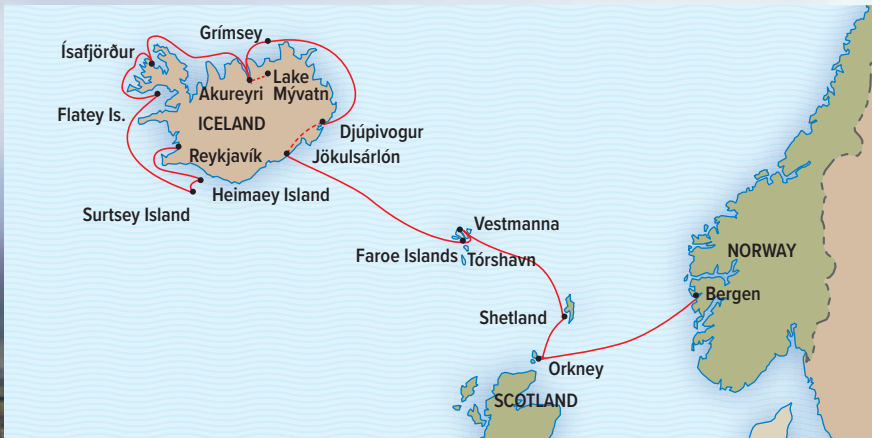 Grímsey
Ísafjörður
Lake
Akureyri
Mývatn
Flatey Is.
ICELAND
Djúpivogur
Reykjavík
Jökulsárlón
Heimaey Island
Surtsey Island
Vestmanna
Faroe Islands
Tórshavn
NORWAY
Bergen
Shetland
Orkney
SCOTLAND